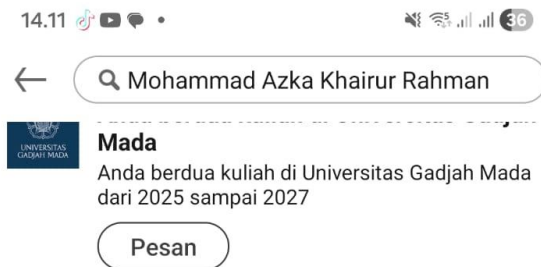 14.11
36
Mohammad Azka Khairur Rahman
UNIVERSITAS
GADJAH MADA
Mada
Anda berdua kuliah di Universitas Gadjah Mada
dari 2025 sampai 2027
Pesan